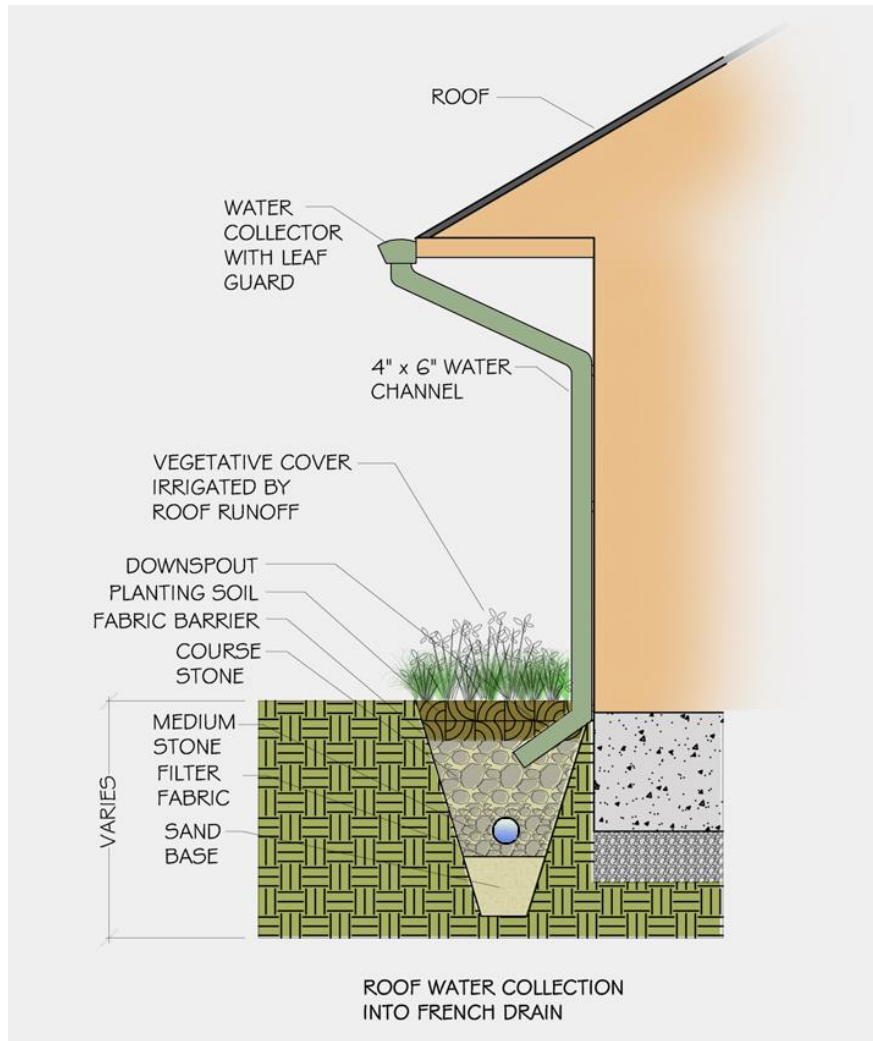 ROOF
WATER
COLLECTOR
WITH LEAF
GUARD
4" x 6" WATER
CHANNEL
VEGETATIVE COVER
IRRIGATED BY
ROOF RUNOFF
DOWNSPOUT
PLANTING SOIL
FABRIC BARRIER
COURSE
STONE
MEDIUM
STONE
FILTER
FABRIC
SAND
BASE
VARIES
ROOF WATER COLLECTION
INTO FRENCH DRAIN